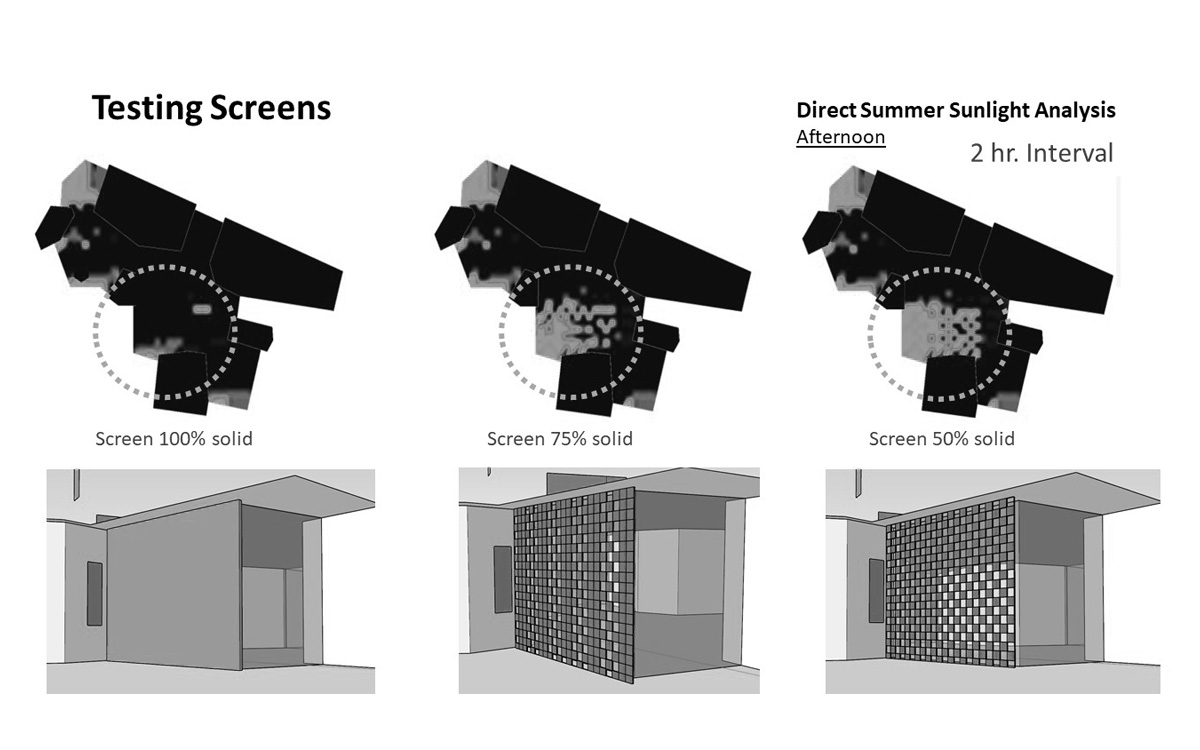 Testing Screens
Direct Summer Sunlight Analysis
Afternoon
2 hr. Interval
Screen 100% solid
Screen 75% solid
Screen 50% solid